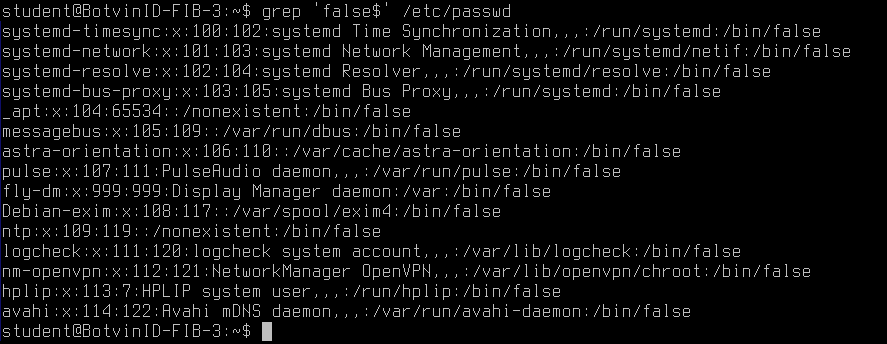 student@BotvinID-FIB-3:~$ grep 'false$' /etc/passwd
systemd-timesync:x:100:102:systemd Time Synchronization,,,:/run/systemd:/bin/false
systemd-network:x:101:103:systemd Network Management,,,:/run/systemd/netif:/bin/false
systemd-resolve:x:102:104:systemd Resolver,,,:/run/systemd/resolve:/bin/false
systemd-bus-proxy:x:103:105:systemd Bus Proxy,,,:/run/systemd:/bin/false
_apt:x:104:65534::/nonexistent:/bin/false
messagebus:x:105:109::/var/run/dbus:/bin/false
astra-orientation:x:106:110::/var/cache/astra-orientation:/bin/false
pulse:x:107:111:PulseAudio daemon,,,:/var/run/pulse:/bin/false
fly-dm:x:999:999:Display Manager daemon:/var:/bin/false
Debian-exim:x:108:117::/var/spool/exim4:/bin/false
ntp:x:109:119::/nonexistent:/bin/false
logcheck:x:111:120:logcheck system account,,,:/var/lib/logcheck:/bin/false
nm-openvpn:x:112:121:NetworkManager OpenVPN,,,:/var/lib/openvpn/chroot:/bin/false
hplip:x:113:7:HPLIP system user,,,:/run/hplip:/bin/false
avahi:x:114:122:Avahi mDNS daemon,,,:/var/run/avahi-daemon:/bin/false
student@BotvinID-FIB-3:~$